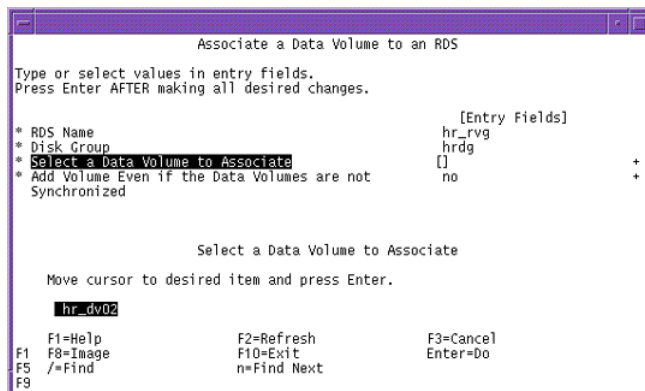 Associate a Data Volume to an RDS
Type or select values in entry fields.
Press Enter AFTER making all desired changes.
[Entry Fields]
* RDS Name hr_rvg
* Disk Group hrdg
* Select a Data Volume to Associate [] +
* Add Volume Even if the Data Volumes are not no +
Synchronized
Select a Data Volume to Associate
Move cursor to desired item and press Enter.
hr_dv02
F1=Help F2=Refresh F3=Cancel
F1 F8=Image F10=Exit Enter=Do
F5 /=Find n=Find Next
F9